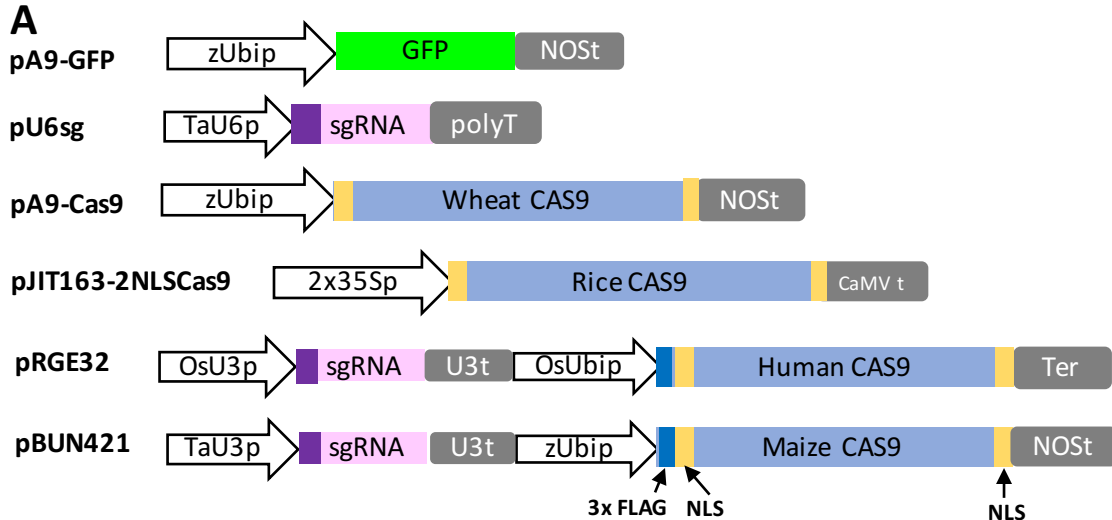 A
pA9-GFP zUbip GFP NOSt
pU6sg TaU6p sgRNA polyT
pA9-Cas9 zUbip Wheat CAS9 NOSt
pJIT163-2NLSCas9 2x35Sp Rice CAS9 CaMV t
pRGE32 OsU3p sgRNA U3t OsUbip Human CAS9 Ter
pBUN421 TaU3p sgRNA U3t zUbip Maize CAS9 NOSt
3x FLAG NLS NLS